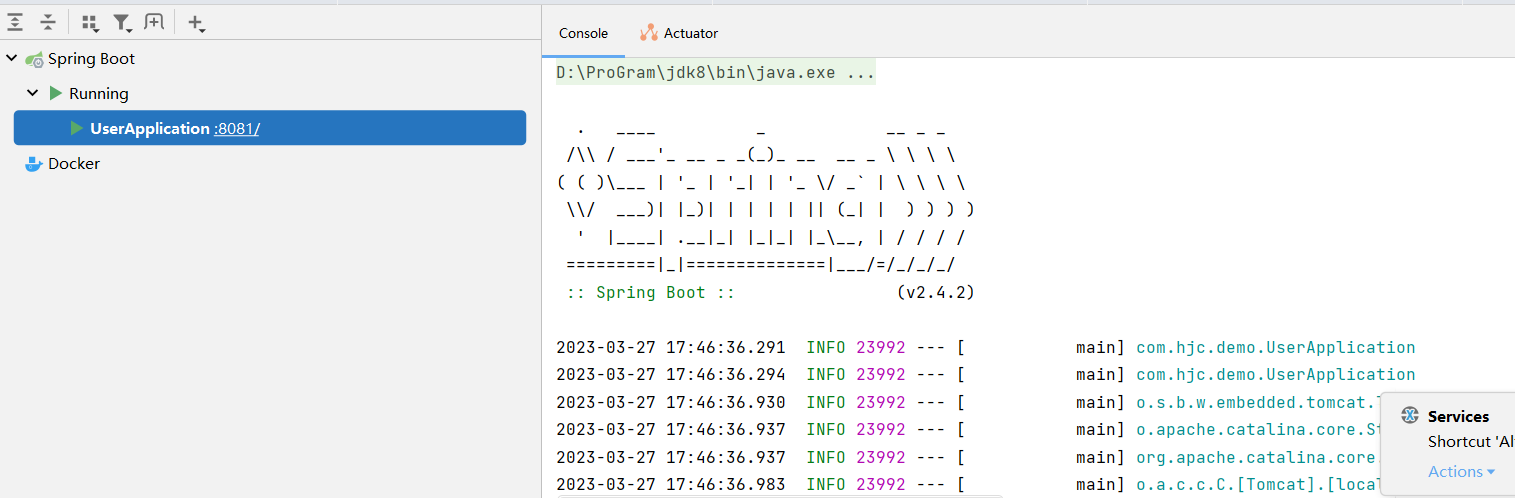 Console
Actuator
Spring Boot
Running
UserApplication :8081/
Docker
D:\ProGram\jdk8\bin\java.exe ...
  .   ____          _            __ _ _
 /\\ / ___'_ __ _ _(_)_ __  __ _ \ \ \ \
( ( )\___ | '_ | '_| | '_ \/ _` | \ \ \ \
 \\/  ___)| |_)| | | | | || (_| |  ) ) ) )
  '  |____| .__|_| |_|_| |_\__, | / / / /
 =========|_|==============|___/=/_/_/_/
 :: Spring Boot ::                (v2.4.2)
2023-03-27 17:46:36.291  INFO 23992 --- [           main] com.hjc.demo.UserApplication
2023-03-27 17:46:36.294  INFO 23992 --- [           main] com.hjc.demo.UserApplication
2023-03-27 17:46:36.930  INFO 23992 --- [           main] o.s.b.w.embedded.tomcat.
2023-03-27 17:46:36.937  INFO 23992 --- [           main] o.apache.catalina.core.
2023-03-27 17:46:36.937  INFO 23992 --- [           main] org.apache.catalina.core.
2023-03-27 17:46:36.983  INFO 23992 --- [           main] o.a.c.c.C.[Tomcat].[local
Services
Shortcut 'Al
Actions